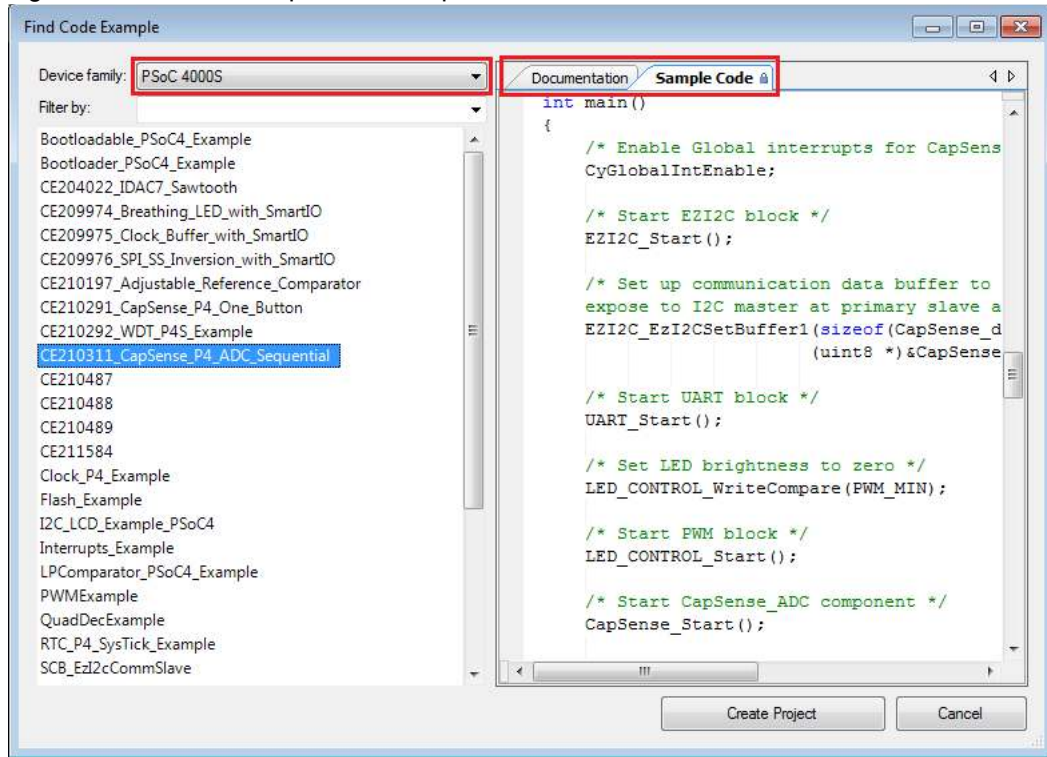 Find Code Example
Device family: PSoC 4000S
Filter by:
Bootloadable_PSoC4_Example
Bootloader_PSoC4_Example
CE204022_IDAC7_Sawtooth
CE209974_Breathing_LED_with_SmartIO
CE209975_Clock_Buffer_with_SmartIO
CE209976_SPI_SS_Inversion_with_SmartIO
CE210197_Adjustable_Reference_Comparator
CE210291_CapSense_P4_One_Button
CE210292_WDT_P4S_Example
CE210311_CapSense_P4_ADC_Sequential
CE210487
CE210488
CE210489
CE211584
Clock_P4_Example
Flash_Example
I2C_LCD_Example_PSoC4
Interrupts_Example
LPComparator_PSoC4_Example
PWMExample
QuadDecExample
RTC_P4_SysTick_Example
SCB_EzI2cCommSlave
Documentation Sample Code
int main()
{
/* Enable Global interrupts for CapSens
CyGlobalIntEnable;
/* Start EZI2C block */
EZI2C_Start();
/* Set up communication data buffer to
expose to I2C master at primary slave a
EZI2C_EzI2CSetBuffer1(sizeof(CapSense_d
(uint8 *)&CapSense
/* Start UART block */
UART_Start();
/* Set LED brightness to zero */
LED_CONTROL_WriteCompare(PWM_MIN);
/* Start PWM block */
LED_CONTROL_Start();
/* Start CapSense_ADC component */
CapSense_Start();
Create Project Cancel